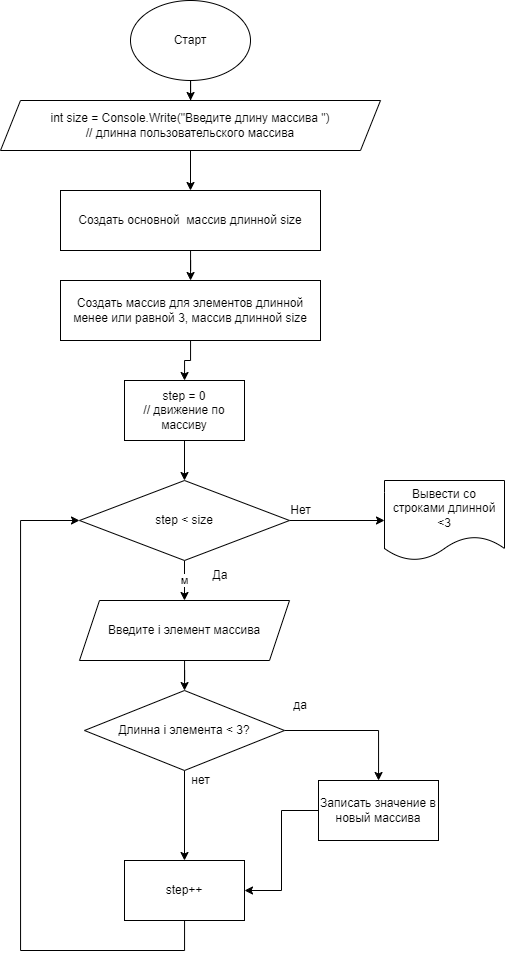 Старт
int size = Console.Write("Введите длину массива ")
// длинна пользовательского массива
Создать основной массив длинной size
Создать массив для элементов длинной
менее или равной 3, массив длинной size
step = 0
// движение по
массиву
step < size
Нет
Вывести со
строками длинной
<3
м
Да
Введите i элемент массива
Длинна i элемента < 3?
да
нет
Записать значение в
новый массива
step++